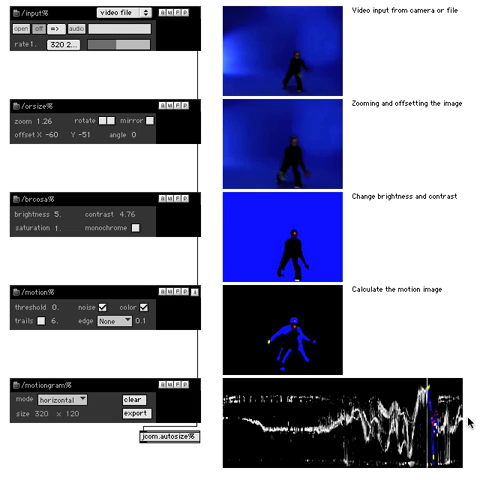 /input%
video file
B M F P
open off => audio
rate 1.
320 2...
Video input from camera or file
/orsize%
B M F P
zoom 1.26 rotate mirror
offset X -60 Y -51 angle 0
Zooming and offsetting the image
/brcosa%
B M F P
brightness 5. contrast 4.76
saturation 1. monochrome
Change brightness and contrast
/motion%
B M F P
threshold 0. noise color
trails 6. edge None 0.1
Calculate the motion image
/motiongram%
B M F P
mode horizontal clear
size 320 x 120 export
jcom.autosize%